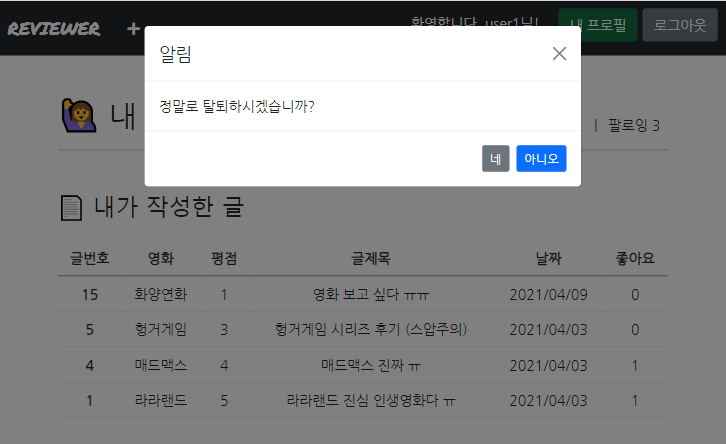 REVIEWER + 환영합니다, user1님! 내 프로필 로그아웃
알림
정말로 탈퇴하시겠습니까?
네 아니오
내
| 팔로잉 3
내가 작성한 글
글번호 영화 평점 글제목 날짜 좋아요
15 화양연화 1 영화 보고 싶다 ㅠㅠ 2021/04/09 0
5 헝거게임 3 헝거게임 시리즈 후기 (스압주의) 2021/04/03 0
4 매드맥스 4 매드맥스 진짜 ㅠ 2021/04/03 1
1 라라랜드 5 라라랜드 진심 인생영화다 ㅠ 2021/04/03 1